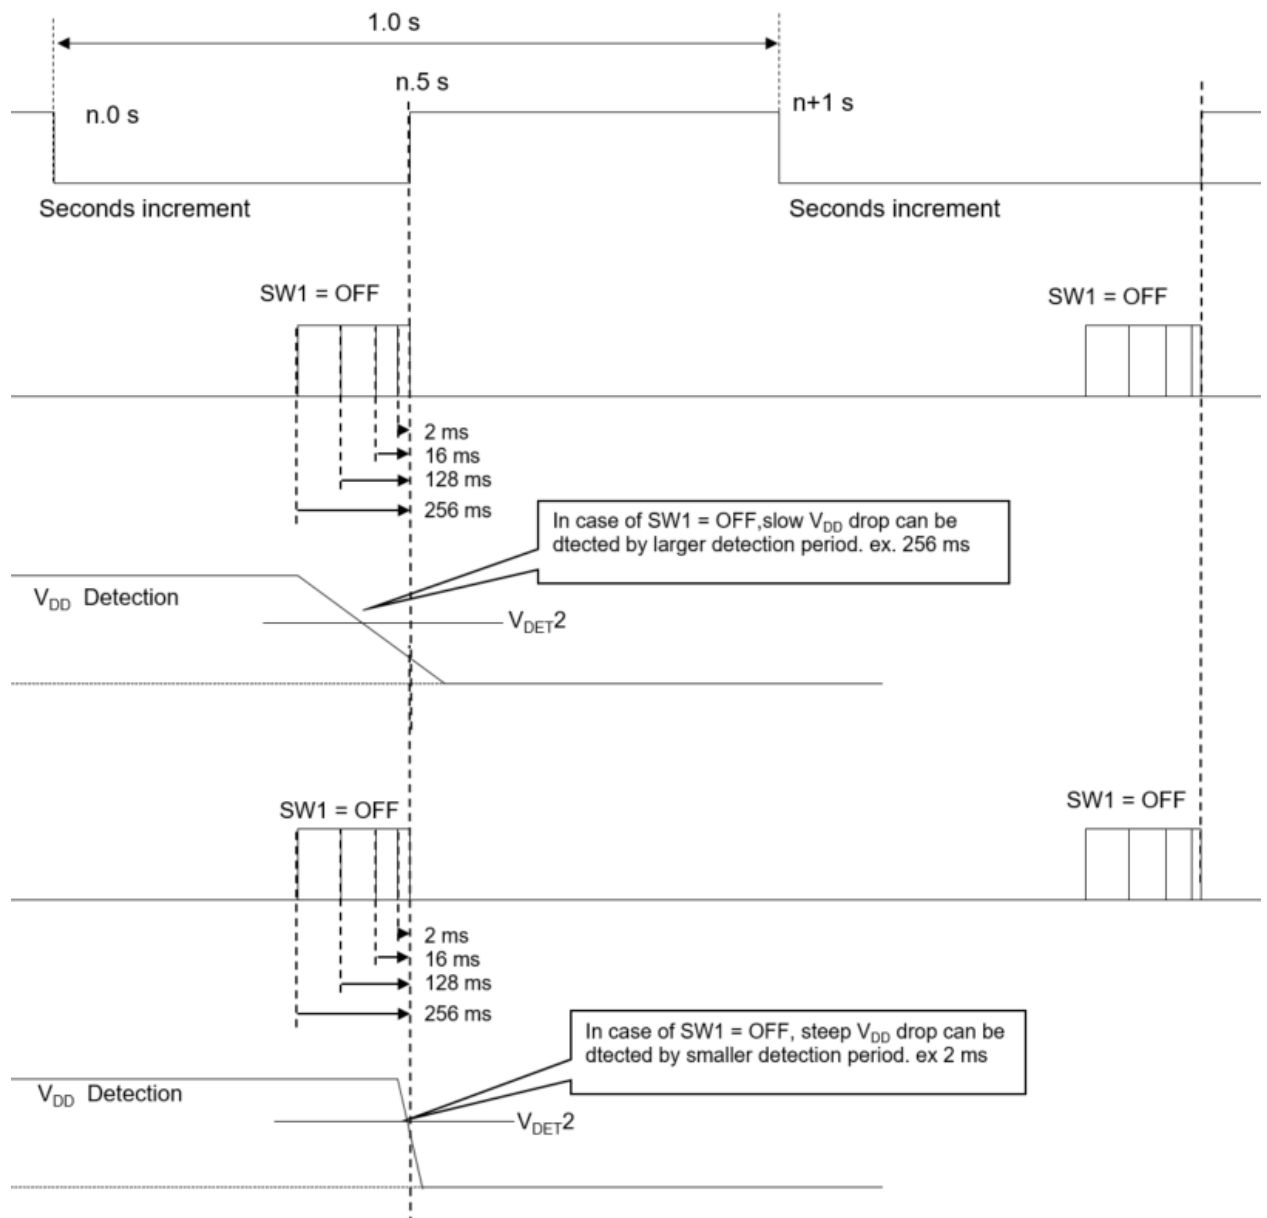 1.0 s
n.5 s
n.0 s
n+1 s
Seconds increment
Seconds increment
SW1 = OFF
SW1 = OFF
2 ms
16 ms
128 ms
256 ms
In case of SW1 = OFF,slow VDD drop can be
dtected by larger detection period. ex. 256 ms
VDD Detection
VDET2
SW1 = OFF
SW1 = OFF
2 ms
16 ms
128 ms
256 ms
In case of SW1 = OFF, steep VDD drop can be
dtected by smaller detection period. ex 2 ms
VDD Detection
VDET2